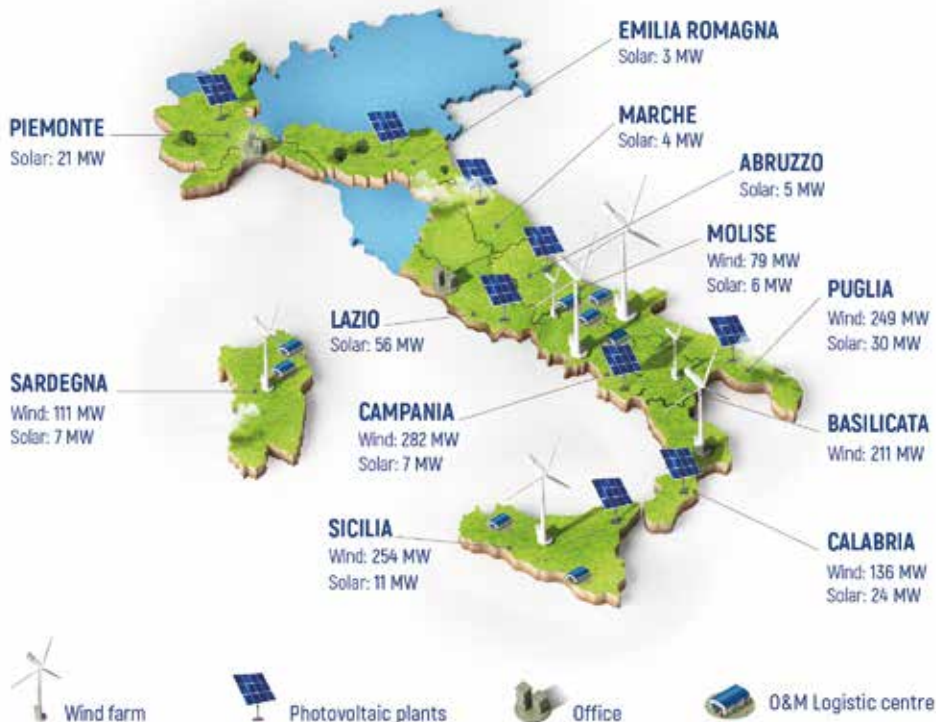 EMILIA ROMAGNA
Solar: 3 MW
PIEMONTE
Solar: 21 MW
MARCHE
Solar: 4 MW
ABRUZZO
Solar: 5 MW
MOLISE
Wind: 79 MW
Solar: 6 MW
PUGLIA
Wind: 249 MW
Solar: 30 MW
LAZIO
Solar: 56 MW
SARDEGNA
Wind: 111 MW
Solar: 7 MW
CAMPANIA
Wind: 282 MW
Solar: 7 MW
BASILICATA
Wind: 211 MW
SICILIA
Wind: 254 MW
Solar: 11 MW
CALABRIA
Wind: 136 MW
Solar: 24 MW
Wind farm
Photovoltaic plants
Office
O&M Logistic centre